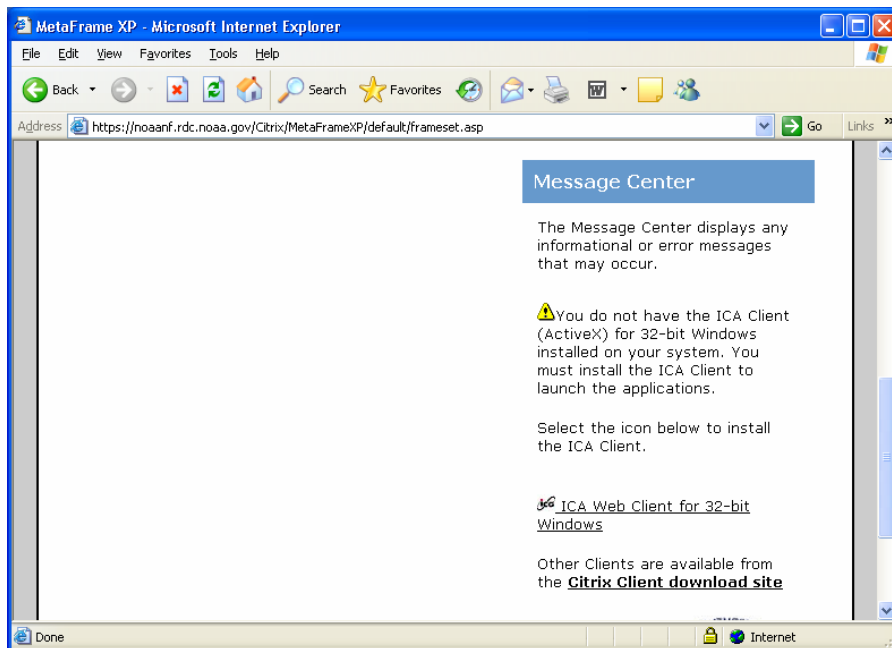 MetaFrame XP - Microsoft Internet Explorer
File Edit View Favorites Tools Help
Back Search Favorites
Address https://noaanf.rdc.noaa.gov/Citrix/MetaFrameXP/default/frameset.asp Go Links »
Message Center
The Message Center displays any
informational or error messages
that may occur.
You do not have the ICA Client
(ActiveX) for 32-bit Windows
installed on your system. You
must install the ICA Client to
launch the applications.
Select the icon below to install
the ICA Client.
ica ICA Web Client for 32-bit
Windows
Other Clients are available from
the Citrix Client download site
Done Internet